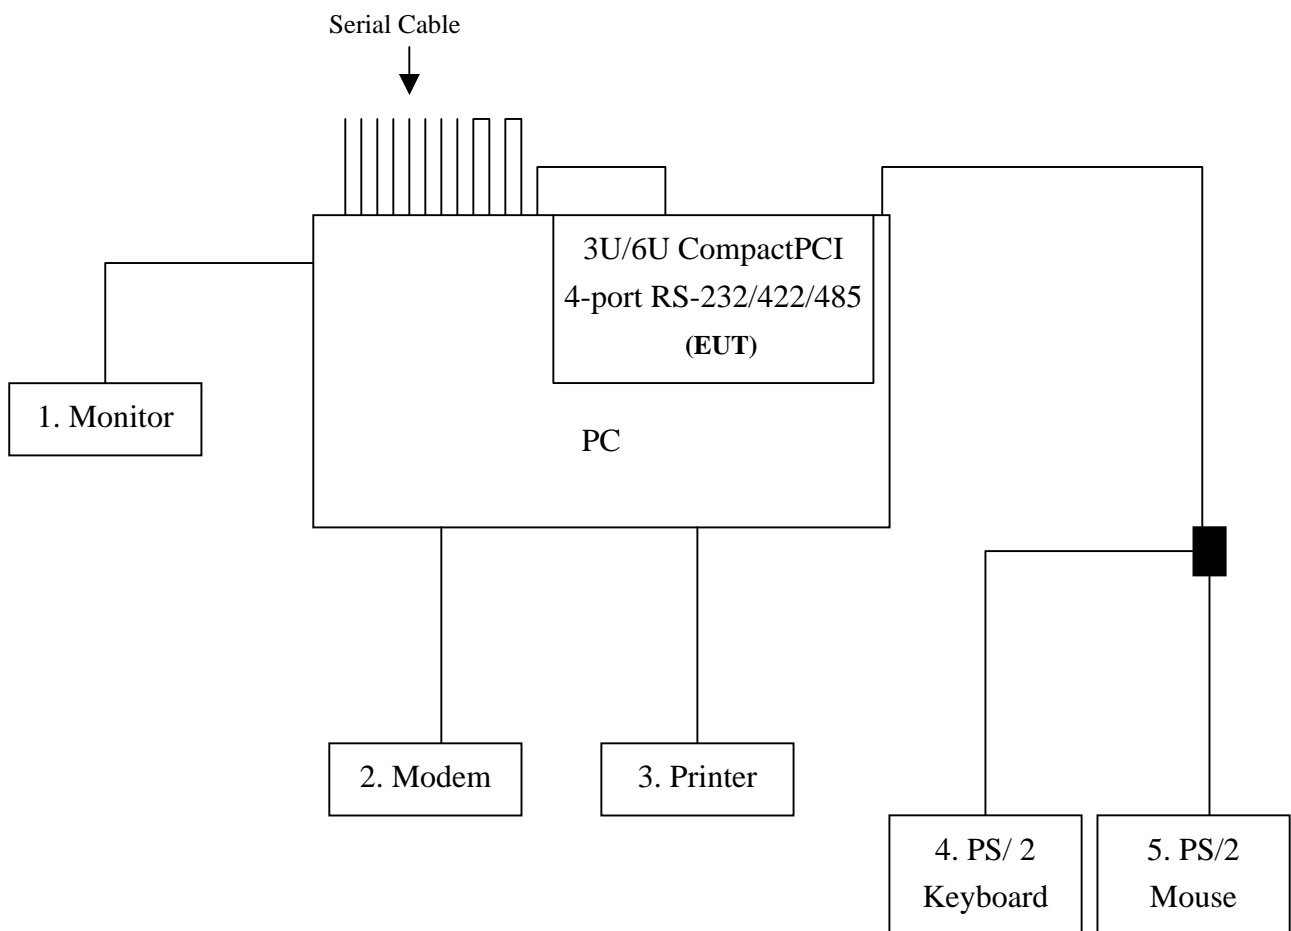 Serial Cable
3U/6U CompactPCI
4-port RS-232/422/485
(EUT)
1. Monitor
PC
2. Modem
3. Printer
4. PS/ 2
Keyboard
5. PS/2
Mouse